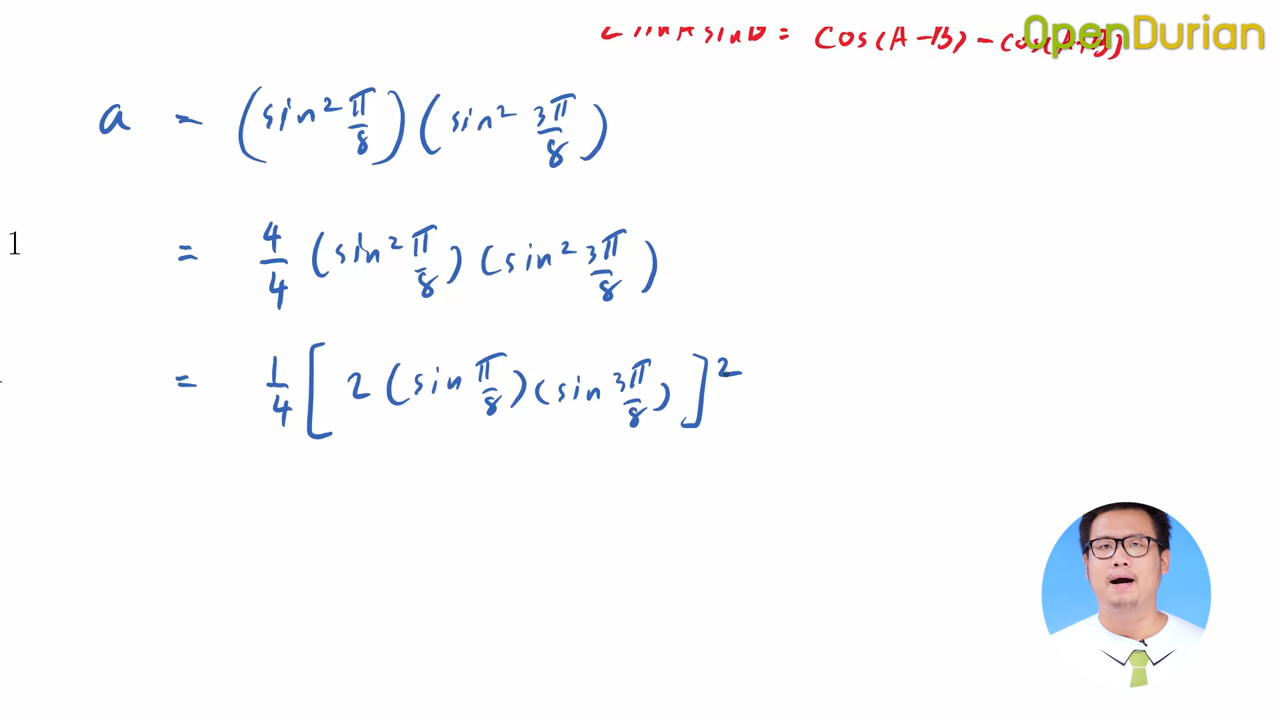 sin B = cos(A-B) - cos(A+B)
OpenDurian
a = (sin² π/8)(sin² 3π/8)
1
= 4/4 (sin² π/8)(sin² 3π/8)
= 1/4 [2(sin π/8)(sin 3π/8)]²